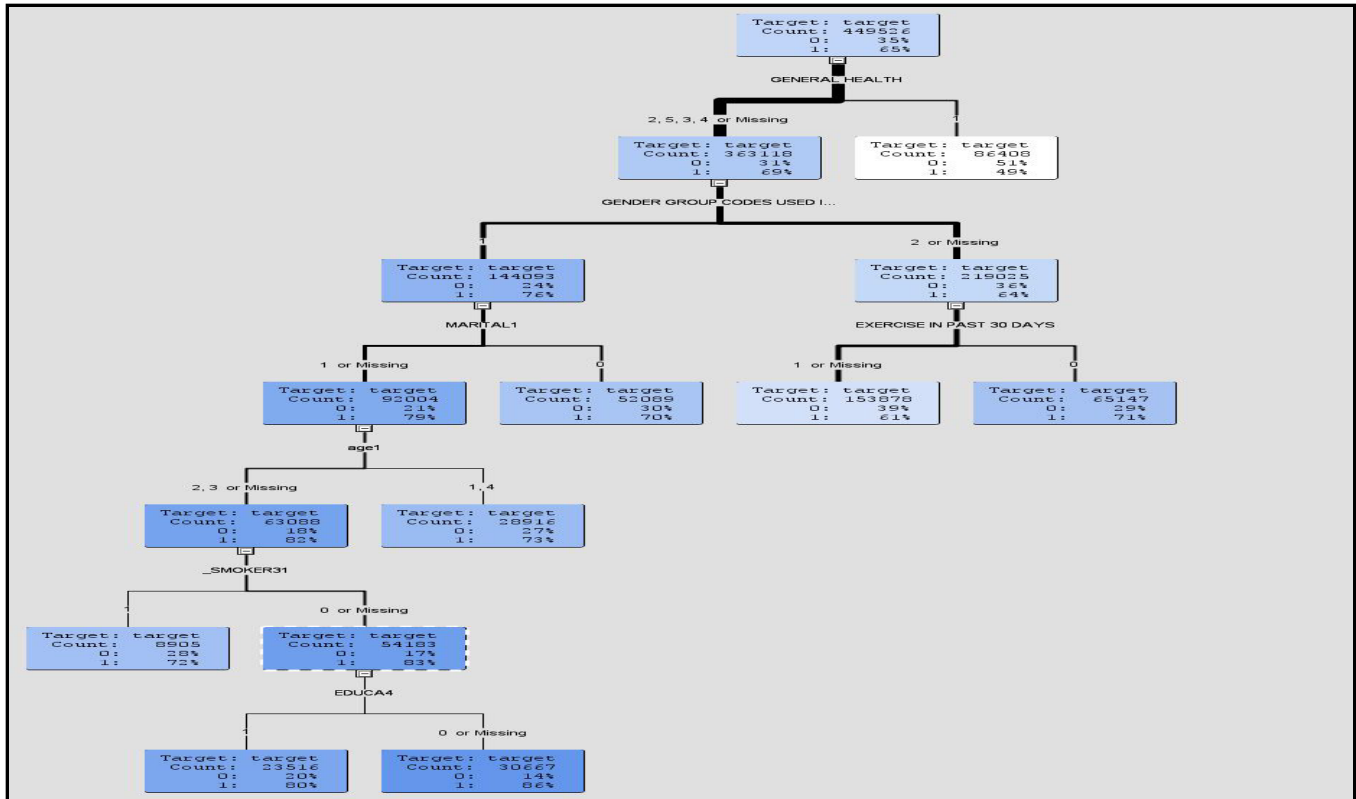 Target: target
Count: 449526
0: 35%
1: 65%
GENERAL HEALTH
2, 5, 3, 4 or Missing
1
Target: target
Count: 363118
0: 31%
1: 69%
Target: target
Count: 86408
0: 51%
1: 49%
GENDER GROUP CODES USED I...
1
2 or Missing
Target: target
Count: 144093
0: 24%
1: 76%
Target: target
Count: 219025
0: 36%
1: 64%
MARITAL1
EXERCISE IN PAST 30 DAYS
1 or Missing
0
1 or Missing
0
Target: target
Count: 92004
0: 21%
1: 79%
Target: target
Count: 52089
0: 30%
1: 70%
Target: target
Count: 153878
0: 39%
1: 61%
Target: target
Count: 65147
0: 29%
1: 71%
age1
2, 3 or Missing
1, 4
Target: target
Count: 63088
0: 18%
1: 82%
Target: target
Count: 28916
0: 27%
1: 73%
_SMOKER31
1
0 or Missing
Target: target
Count: 8905
0: 28%
1: 72%
Target: target
Count: 54183
0: 17%
1: 83%
EDUCA4
1
0 or Missing
Target: target
Count: 23516
0: 20%
1: 80%
Target: target
Count: 30667
0: 14%
1: 86%